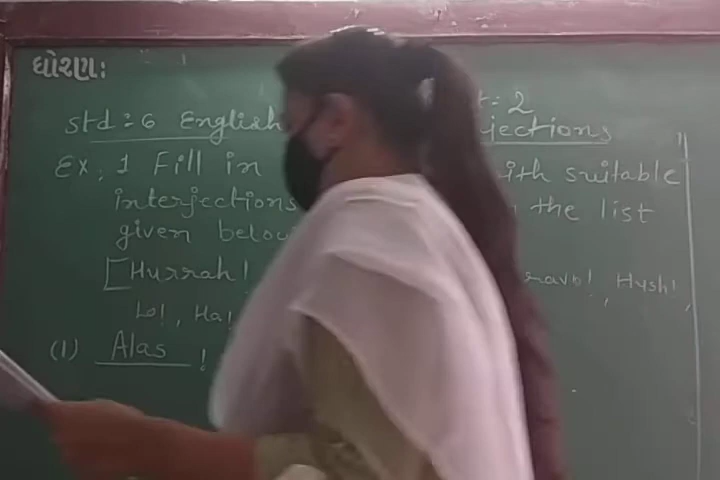 ધોરણ:
std : 6 English : 2
jections
Ex. 1 Fill in ith suitable
interjections the list
given below
[Hurrah! ravo!, Hush!,
Lo!, Ha!
(1) Alas !